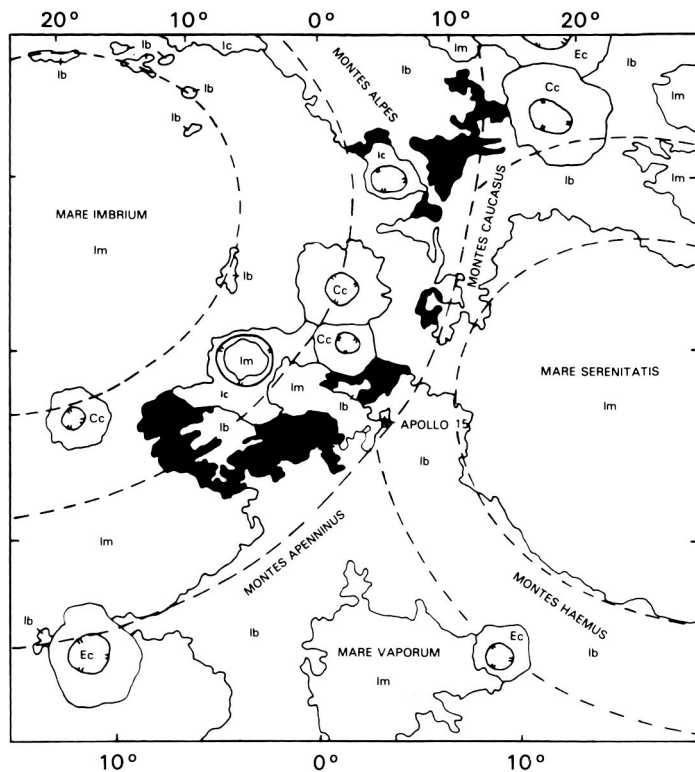 20° 10° 0° 10° 20°
Ib Ic Im Ec
Ib Ib Ib
MONTES ALPES
Ib Cc Im
Ib
Ic Ib Im
MARE IMBRIUM
Im
MONTES CAUCASUS
Ib
Cc
Cc
Im Im
MARE SERENITATIS
Ic Ib Im
Cc
Ib
APOLLO 15
Ib
Im
MONTES APENNINUS
MONTES HAEMUS
Ib Ib Ec
Ec
MARE VAPORUM
Ib
Im
10° 0° 10°